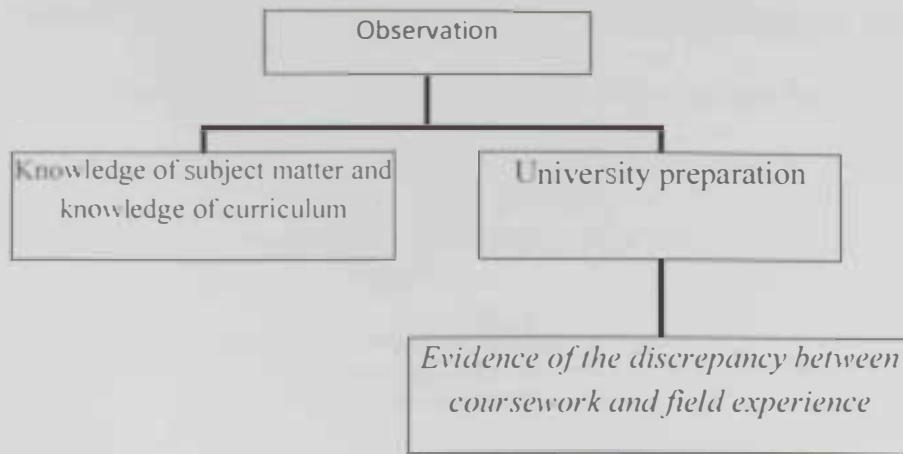 Observation
Knowledge of subject matter and
knowledge of curriculum
University preparation
Evidence of the discrepancy between
coursework and field experience